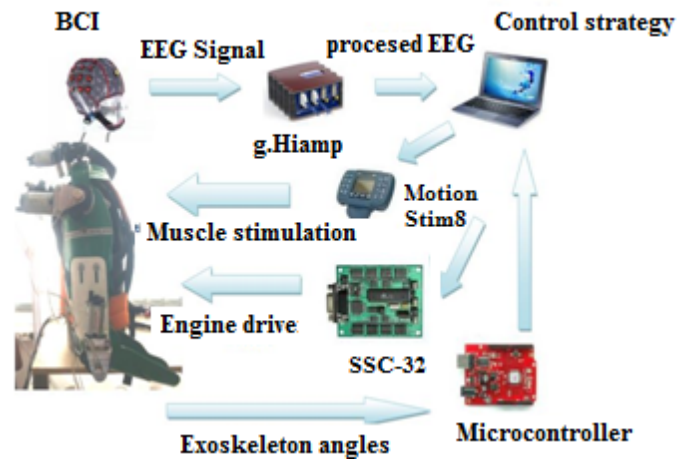 BCI
Control strategy
EEG Signal
procesed EEG
g.Hiamp
Motion
Stim8
Muscle stimulation
Engine drive
SSC-32
Microcontroller
Exoskeleton angles